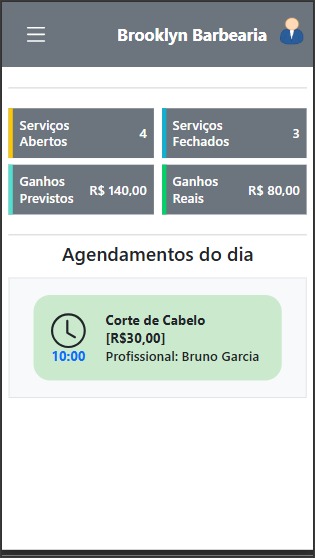 Brooklyn Barbearia
Serviços
Abertos
4
Serviços
Fechados
3
Ganhos
Previstos
R$ 140,00
Ganhos
Reais
R$ 80,00
Agendamentos do dia
Corte de Cabelo
[R$30,00]
10:00
Profissional: Bruno Garcia